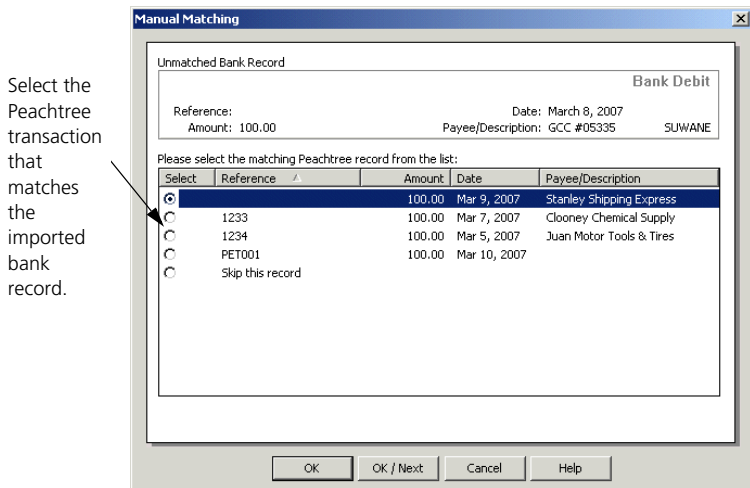 Manual Matching
Select the
Peachtree
transaction
that
matches
the
imported
bank
record.
Unmatched Bank Record
Bank Debit
Reference: Date: March 8, 2007
Amount: 100.00 Payee/Description: GCC #05335 SUWANE
Please select the matching Peachtree record from the list:
Select Reference Amount Date Payee/Description
100.00 Mar 9, 2007 Stanley Shipping Express
1233 100.00 Mar 7, 2007 Clooney Chemical Supply
1234 100.00 Mar 5, 2007 Juan Motor Tools & Tires
PET001 100.00 Mar 10, 2007
Skip this record
OK OK / Next Cancel Help